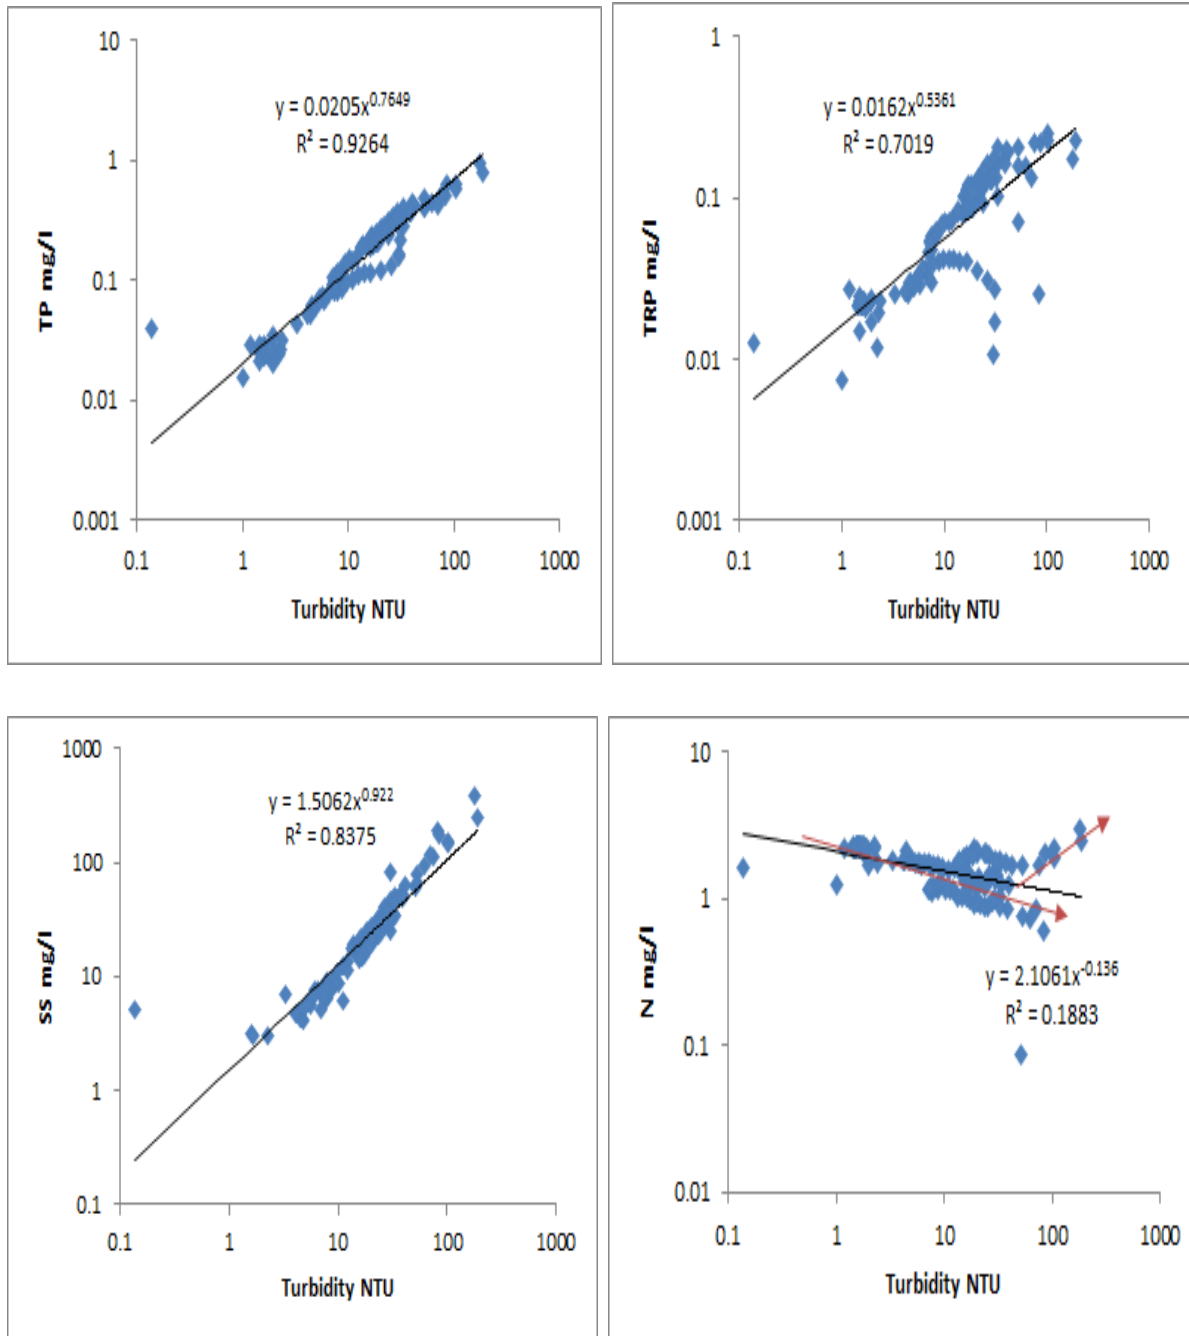 10
y = 0.0205x^0.7649
R² = 0.9264
1
0.1
0.01
0.001
TP mg/l
0.1 1 10 100 1000
Turbidity NTU
1
y = 0.0162x^0.5361
R² = 0.7019
0.1
0.01
0.001
TRP mg/l
0.1 1 10 100 1000
Turbidity NTU
1000
y = 1.5062x^0.922
R² = 0.8375
100
10
1
0.1
SS mg/l
0.1 1 10 100 1000
Turbidity NTU
10
1
y = 2.1061x^-0.136
R² = 0.1883
0.1
0.01
N mg/l
0.1 1 10 100 1000
Turbidity NTU